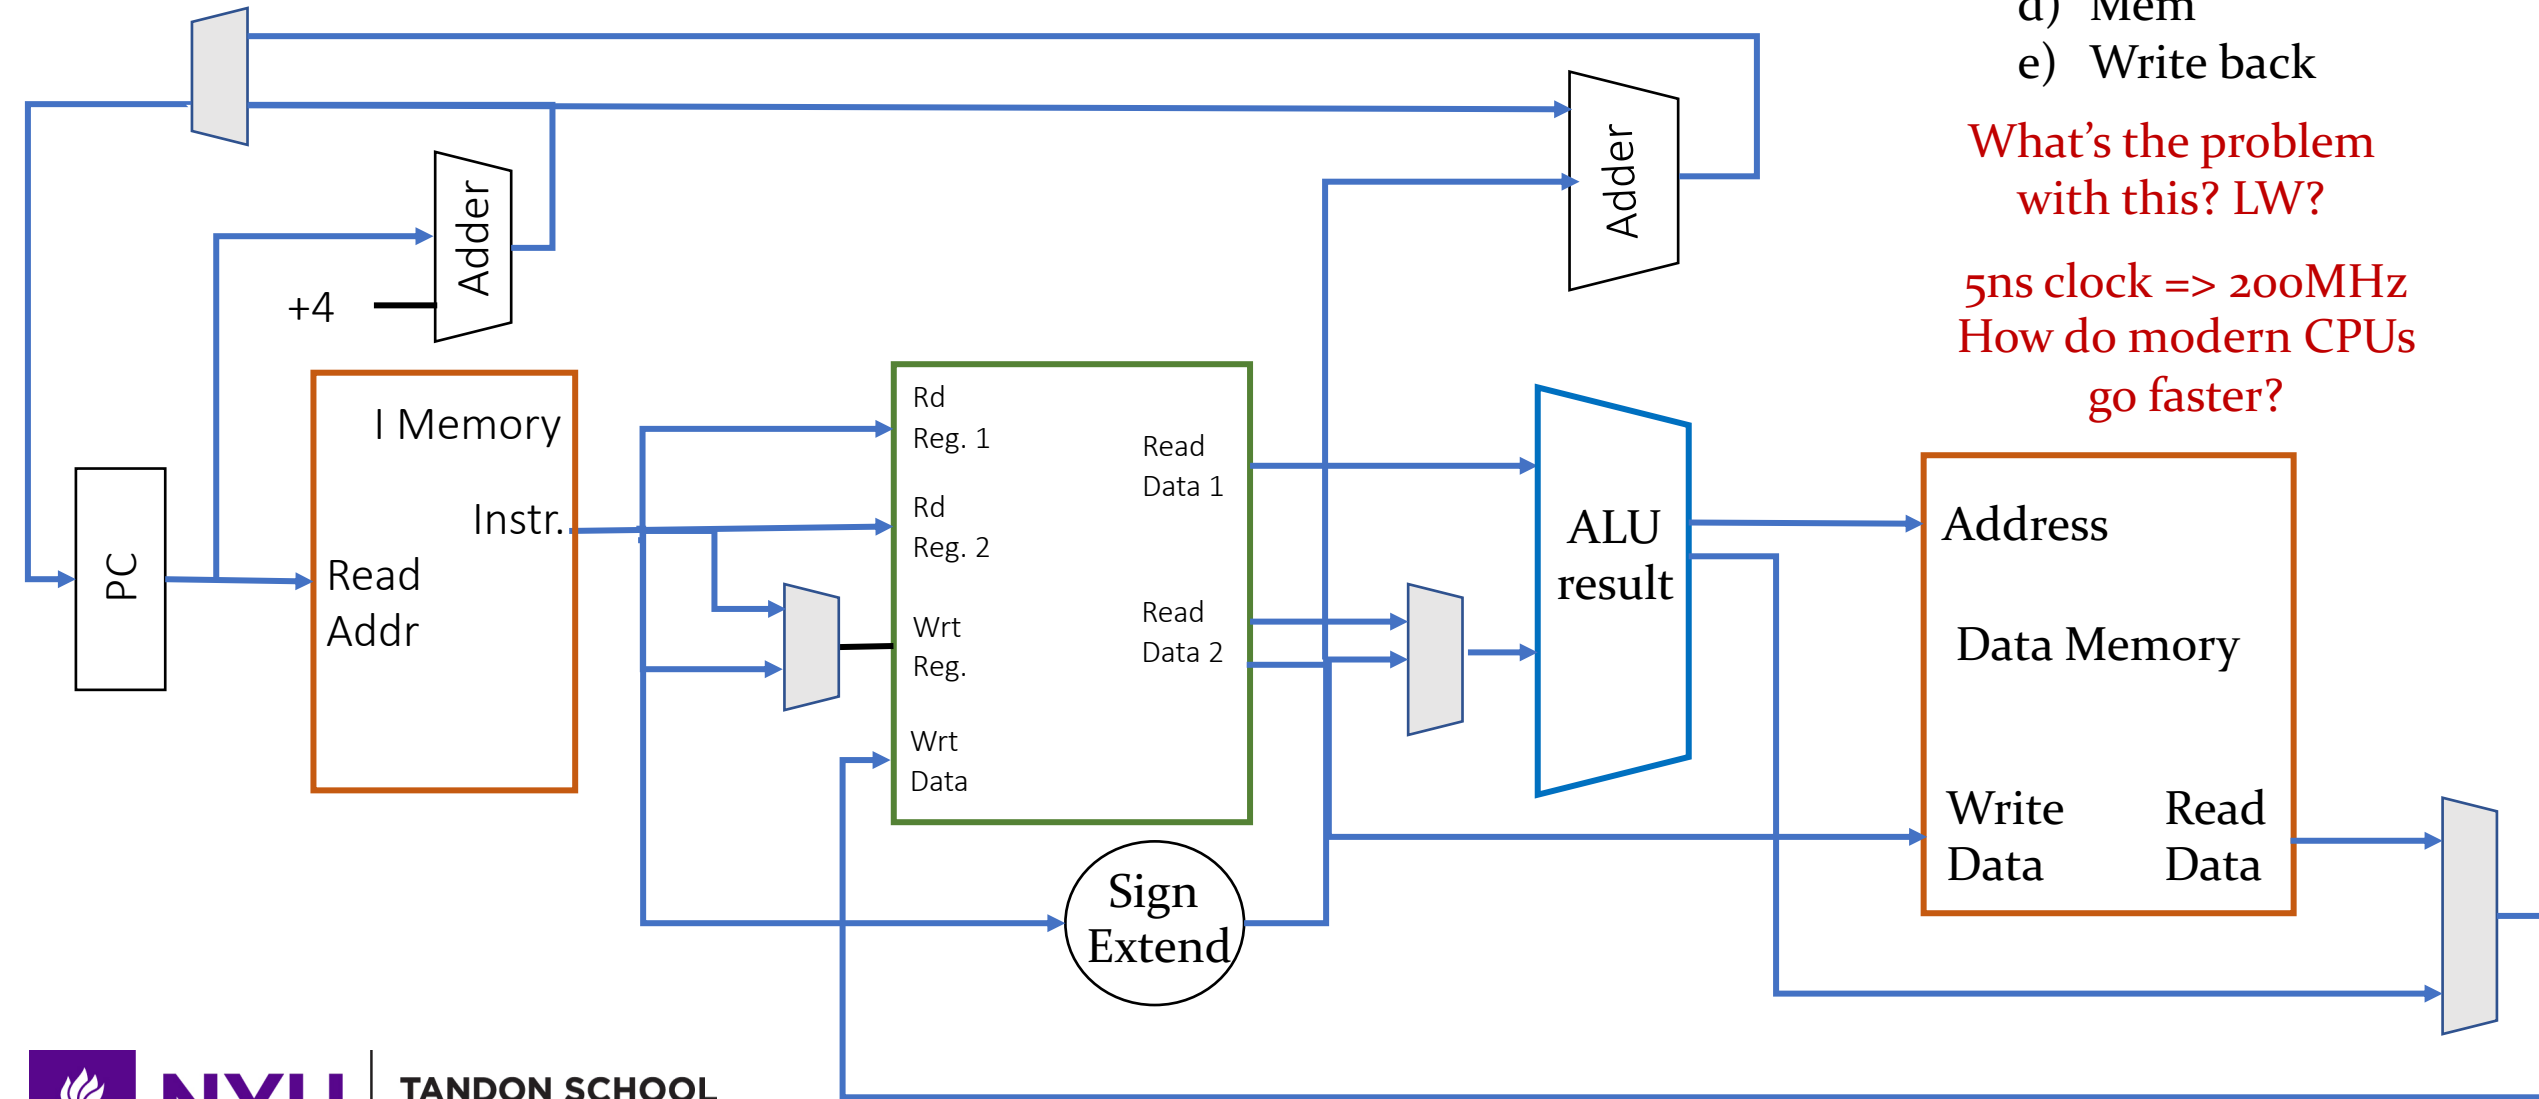 d) Mem
e) Write back
What's the problem
with this? LW?
5ns clock => 200MHz
How do modern CPUs
go faster?
Adder
Adder
+4
PC
I Memory
Instr.
Read
Addr
Rd
Reg. 1
Rd
Reg. 2
Wrt
Reg.
Wrt
Data
Read
Data 1
Read
Data 2
Sign
Extend
ALU
result
Address
Data Memory
Write
Data
Read
Data
NYU
TANDON SCHOOL